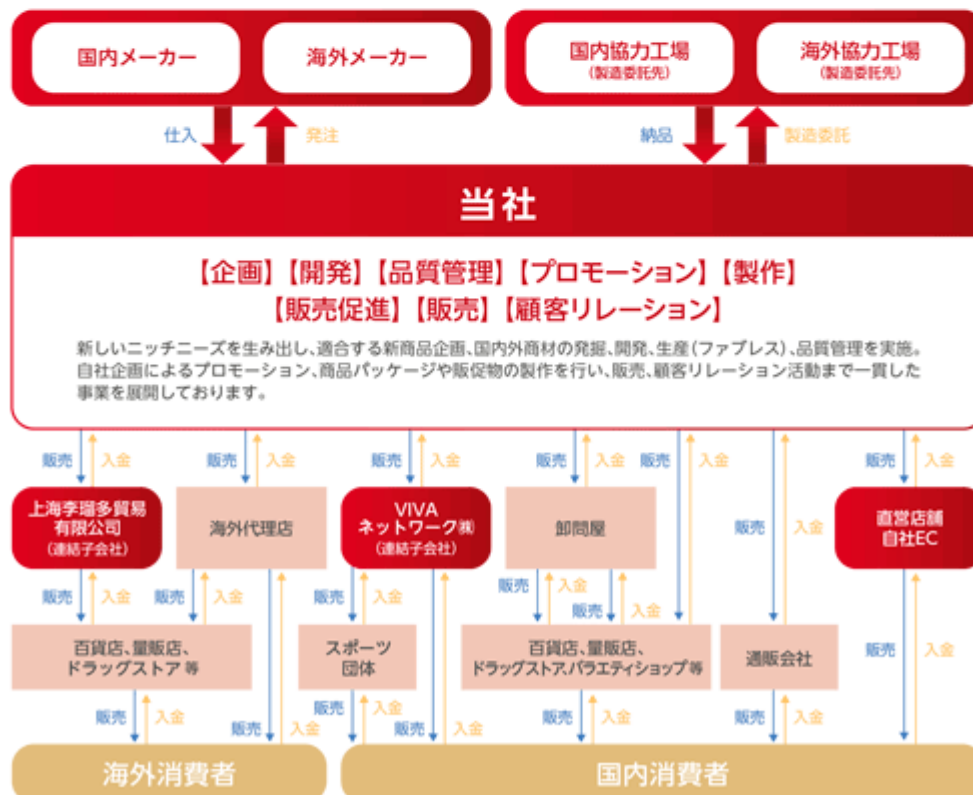 国内メーカー
海外メーカー
国内協力工場
(製造委託先)
海外協力工場
(製造委託先)
仕入
発注
納品
製造委託
当社
【企画】【開発】【品質管理】【プロモーション】【製作】
【販売促進】【販売】【顧客リレーション】
新しいニッチニーズを生み出し、適合する新商品企画、国内外商材の発掘、開発、生産(ファブレス)、品質管理を実施。
自社企画によるプロモーション、商品パッケージや販促物の製作を行い、販売、顧客リレーション活動まで一貫した
事業を展開しております。
販売
入金
販売
入金
販売
入金
販売
入金
販売
入金
販売
入金
上海李瑠多貿易
有限公司
(連結子会社)
海外代理店
VIVA
ネットワーク㈱
(連結子会社)
卸問屋
販売
入金
直営店舗
自社EC
販売
入金
販売
入金
販売
入金
販売
入金
販売
入金
百貨店、量販店、
ドラッグストア 等
スポーツ
団体
百貨店、量販店、
ドラッグストア、バラエティショップ 等
通販会社
販売
入金
販売
入金
販売
入金
販売
入金
販売
入金
販売
入金
販売
入金
海外消費者
国内消費者